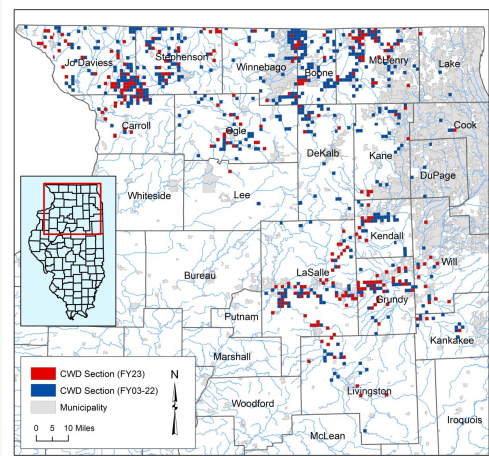 Jo Daviess
Stephenson
Winnebago
Boone
McHenry
Lake
Carroll
Ogle
DeKalb
Kane
Cook
DuPage
Whiteside
Lee
Kendall
Will
Bureau
LaSalle
Grundy
Putnam
Kankakee
Marshall
Livingston
Woodford
Iroquois
McLean
CWD Section (FY23)
CWD Section (FY03-22)
Municipality
0 5 10 Miles
N